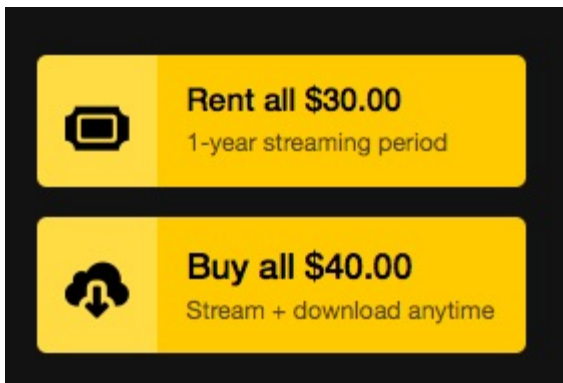 Rent all $30.00
1-year streaming period
Buy all $40.00
Stream + download anytime